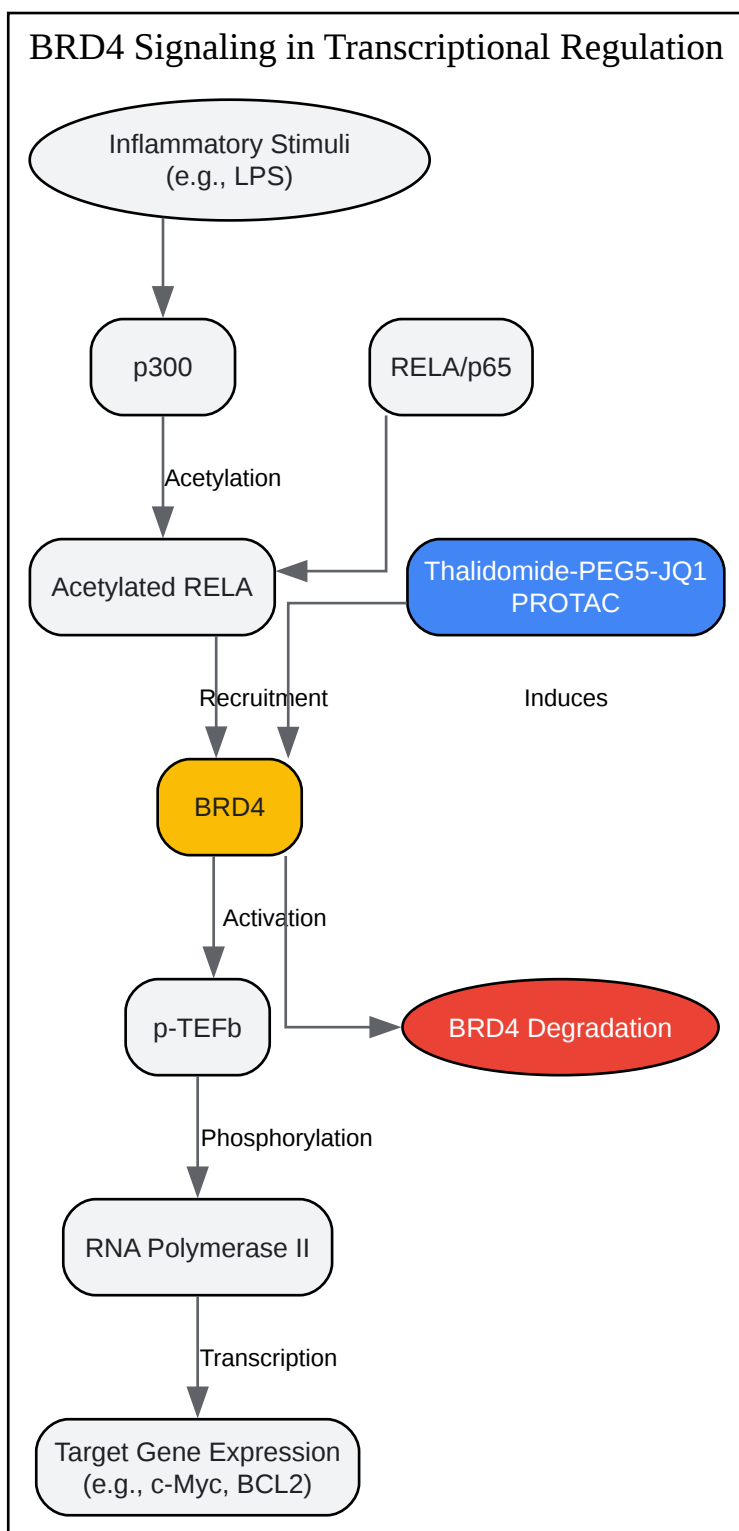 BRD4 Signaling in Transcriptional Regulation
Inflammatory Stimuli
(e.g., LPS)
p300
RELA/p65
Acetylation
Acetylated RELA
Thalidomide-PEG5-JQ1
PROTAC
Recruitment
Induces
BRD4
Activation
p-TEFb
BRD4 Degradation
Phosphorylation
RNA Polymerase II
Transcription
Target Gene Expression
(e.g., c-Myc, BCL2)